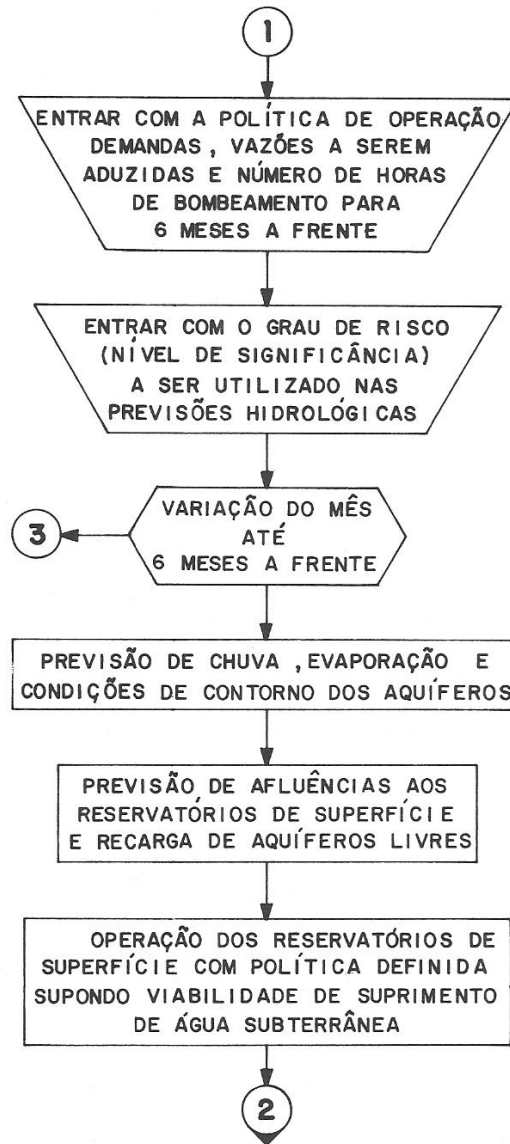 1
ENTRAR COM A POLÍTICA DE OPERAÇÃO
DEMANDAS, VAZÕES A SEREM
ADUZIDAS E NÚMERO DE HORAS
DE BOMBEAMENTO PARA
6 MESES A FRENTE
ENTRAR COM O GRAU DE RISCO
(NÍVEL DE SIGNIFICÂNCIA)
A SER UTILIZADO NAS
PREVISÕES HIDROLÓGICAS
VARIAÇÃO DO MÊS
ATÉ
6 MESES A FRENTE
3
PREVISÃO DE CHUVA, EVAPORAÇÃO E
CONDIÇÕES DE CONTORNO DOS AQUÍFEROS
PREVISÃO DE AFLUÊNCIAS AOS
RESERVATÓRIOS DE SUPERFÍCIE
E RECARGA DE AQUÍFEROS LIVRES
OPERAÇÃO DOS RESERVATÓRIOS DE
SUPERFÍCIE COM POLÍTICA DEFINIDA
SUPONDO VIABILIDADE DE SUPRIMENTO
DE ÁGUA SUBTERRÂNEA
2